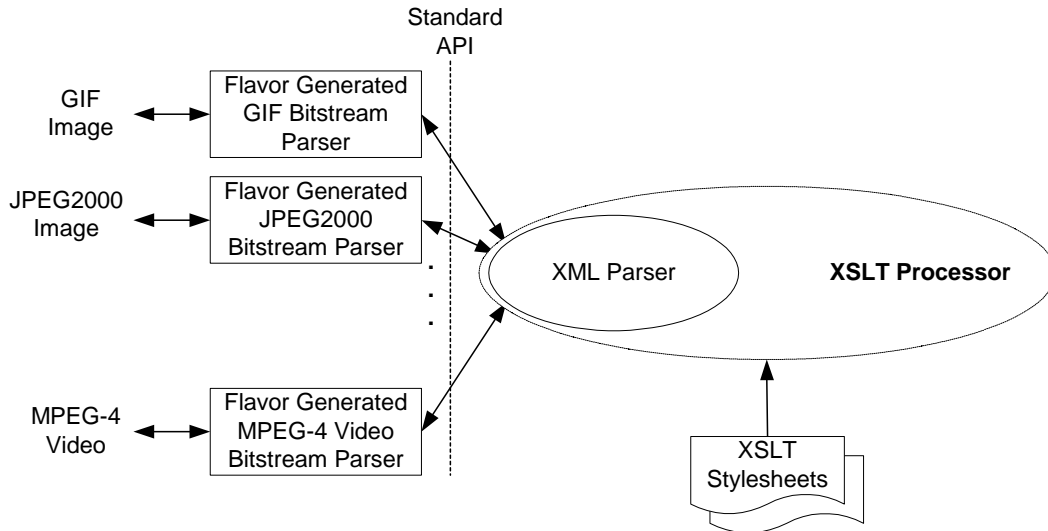 Standard
API
GIF
Image
Flavor Generated
GIF Bitstream
Parser
JPEG2000
Image
Flavor Generated
JPEG2000
Bitstream Parser
XML Parser
XSLT Processor
MPEG-4
Video
Flavor Generated
MPEG-4 Video
Bitstream Parser
XSLT
Stylesheets